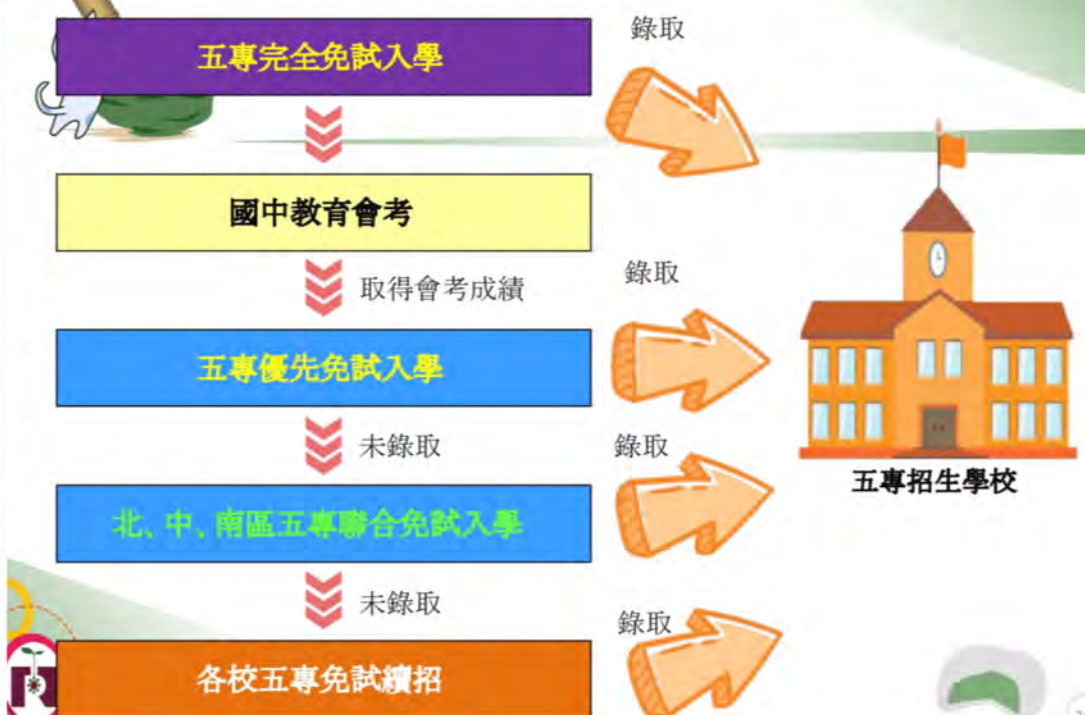 五專完全免試入學
錄取
國中教育會考
取得會考成績
錄取
五專優先免試入學
未錄取
錄取
五專招生學校
北、中、南區五專聯合免試入學
未錄取
錄取
各校五專免試續招